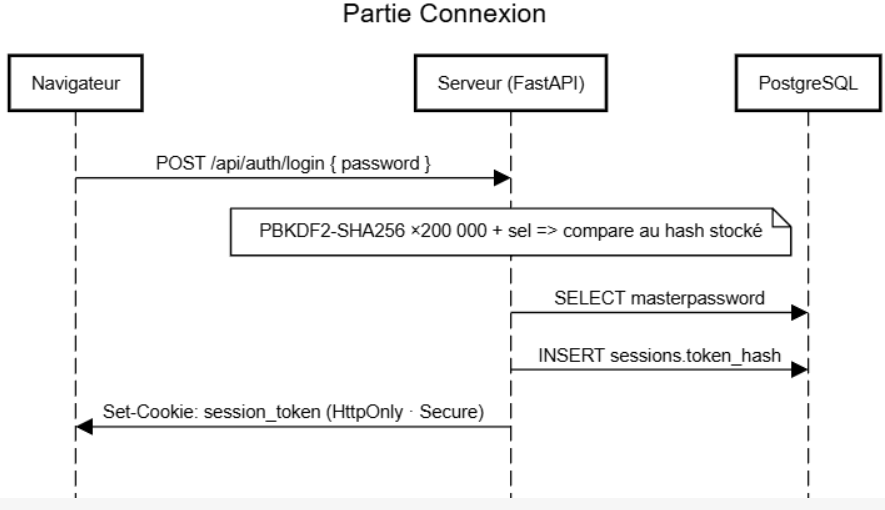 Partie Connexion
Navigateur
Serveur (FastAPI)
PostgreSQL
POST /api/auth/login { password }
PBKDF2-SHA256 ×200 000 + sel => compare au hash stocké
SELECT masterpassword
INSERT sessions.token_hash
Set-Cookie: session_token (HttpOnly · Secure)